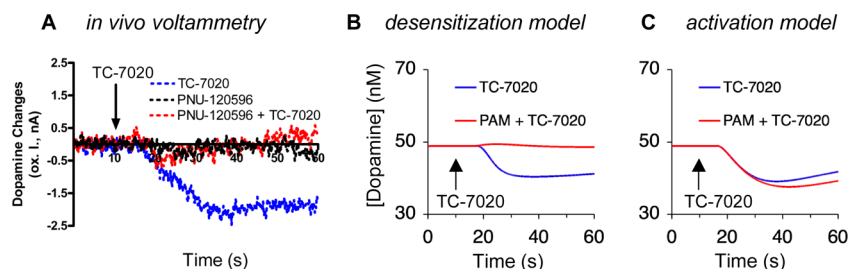 A in vivo voltammetry
TC-7020
TC-7020
PNU-120596
PNU-120596 + TC-7020
Dopamine Changes
(ox. I., nA)
2.5
1.5
0.5
-0.5
-1.5
-2.5
10
20
30
40
50
60
Time (s)
B desensitization model
[Dopamine] (nM)
70
50
30
TC-7020
PAM + TC-7020
TC-7020
0 20 40 60
Time (s)
C activation model
70
50
30
TC-7020
PAM + TC-7020
TC-7020
0 20 40 60
Time (s)